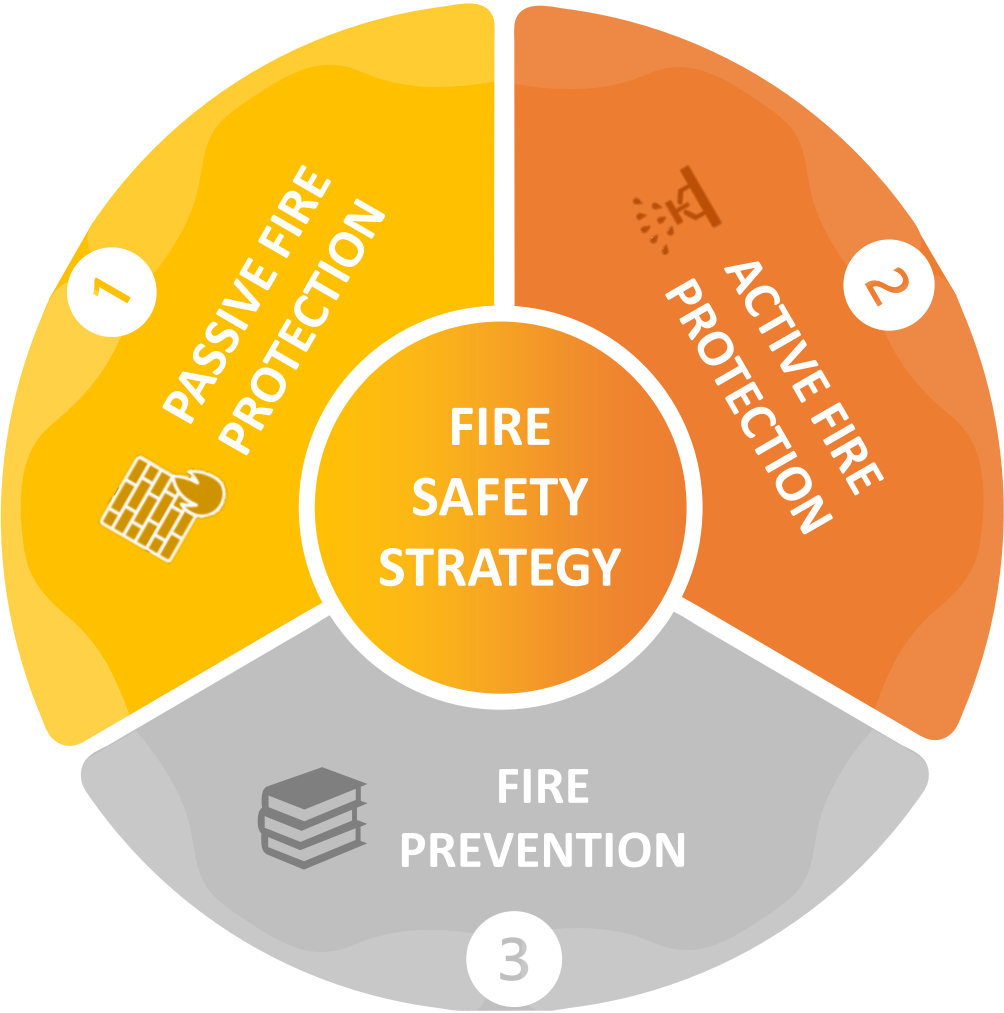 1
PASSIVE FIRE
PROTECTION
2
ACTIVE FIRE
PROTECTION
FIRE
SAFETY
STRATEGY
FIRE
PREVENTION
3